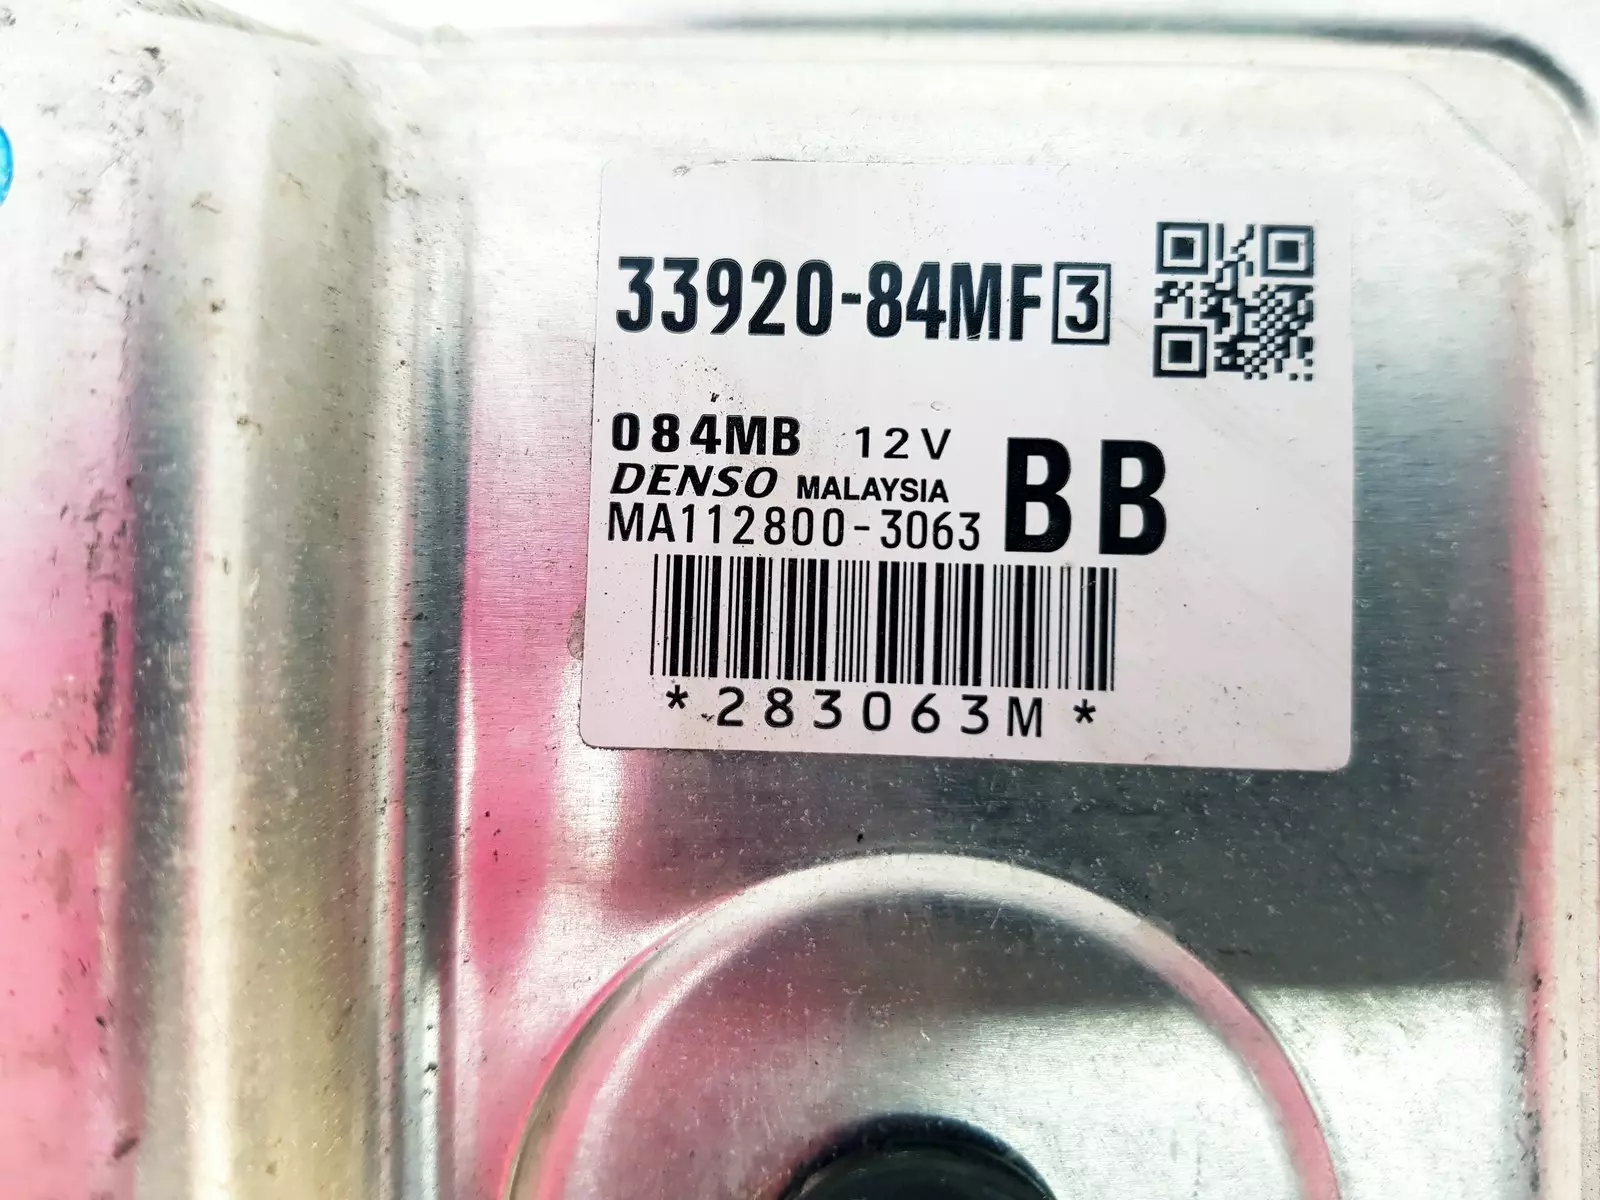 33920-84MF3
084MB 12V
DENSO MALAYSIA
MA112800-3063
BB
*283063M*